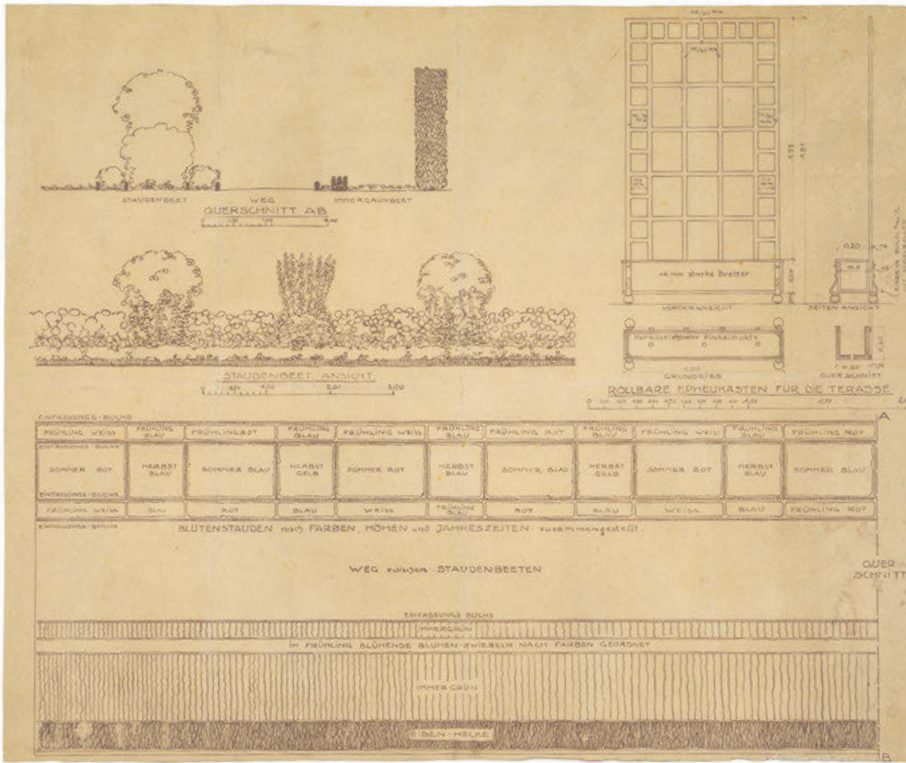 STAUDENBEET WEG IMMERGRÜNBEET
QUERSCHNITT AB
STAUDENBEET ANSICHT.
16 mm starke Bretter
VORDERANSICHT
SEITEN ANSICHT
GRUNDRISS
QUERSCHNITT
ROLLBARE EPHEUKÄSTEN FÜR DIE TERASSE
A
EINFASSUNGS-BUCHS
FRÜHLING WEISS FRÜHLING BLAU FRÜHLING ROT FRÜHLING BLAU FRÜHLING WEISS FRÜHLING BLAU FRÜHLING ROT FRÜHLING BLAU FRÜHLING WEISS FRÜHLING BLAU FRÜHLING ROT
EINFASSUNGS-BUCHS
SOMMER ROT HERBST BLAU SOMMER BLAU HERBST GELB SOMMER ROT HERBST BLAU SOMMER BLAU HERBST GELB SOMMER ROT HERBST BLAU SOMMER BLAU
EINFASSUNGS-BUCHS
FRÜHLING WEISS BLAU ROT BLAU WEISS FRÜHLING BLAU ROT BLAU WEISS BLAU FRÜHLING ROT
EINFASSUNGS-BUCHS
BLÜTENSTAUDEN nach FARBEN, HÖHEN und JAHRESZEITEN zusammengestellt.
WEG zwischen STAUDENBEETEN
QUER
SCHNITT
EINFASSUNGS BUCHS
IMMERGRÜN
IM FRÜHLING BLÜHENDE BLUMEN-ZWIEBELN NACH FARBEN GEORDNET
IMMERGRÜN
EIBEN-HECKE
B